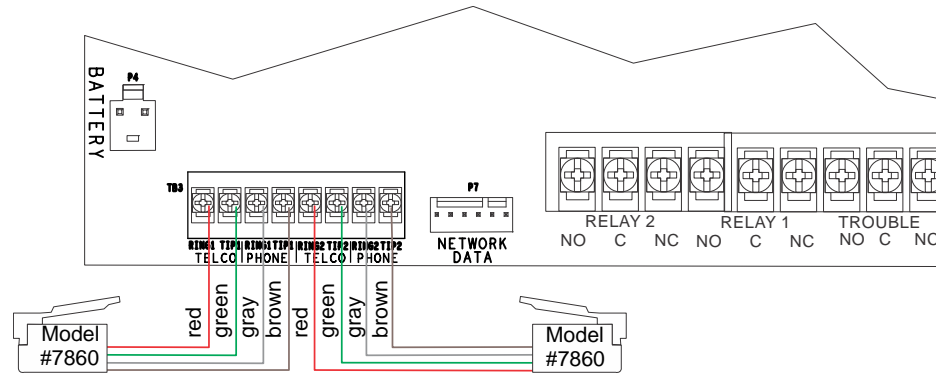 BATTERY
P4
TB3
RING1 TIP1 RING1 TIP1 RING2 TIP2 RING2 TIP2
TELCO PHONE TELCO PHONE
P7
NETWORK
DATA
RELAY 2 RELAY 1 TROUBLE
NO C NC NO C NC NO C NC
red green gray brown red green gray brown
Model
#7860
Model
#7860